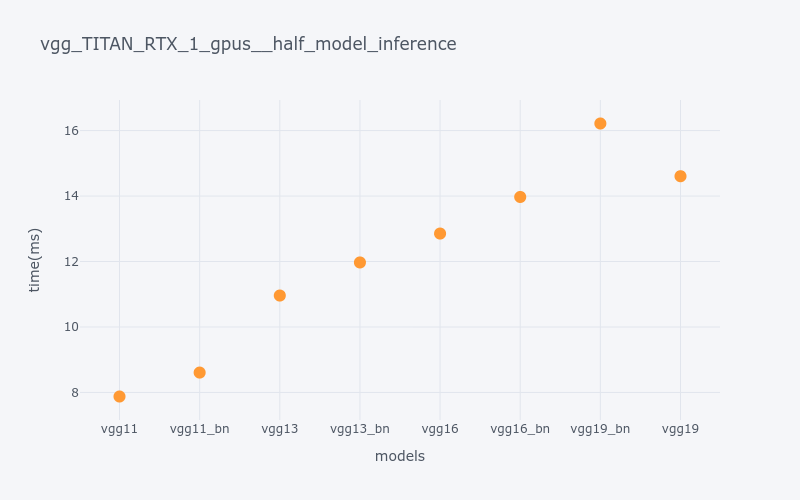 vgg_TITAN_RTX_1_gpus__half_model_inference
time(ms)
16
14
12
10
8
vgg11 vgg11_bn vgg13 vgg13_bn vgg16 vgg16_bn vgg19_bn vgg19
models